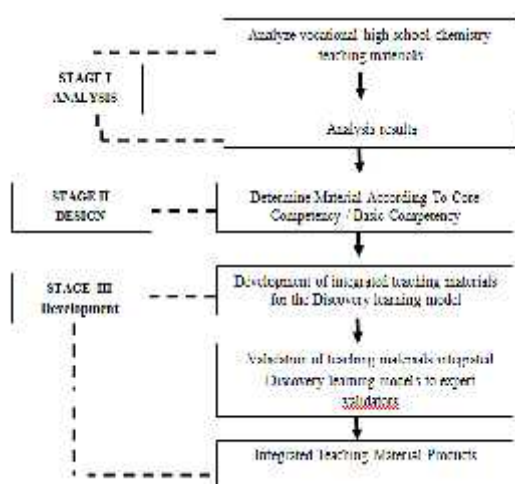 Analyze vocational high school chemistry
teaching materials
STAGE I
ANALYSIS
Analysis results
STAGE II
DESIGN
Determine Material According To Core
Competency / Basic Competency
STAGE III
Development
Development of integrated teaching materials
for the Discovery learning model
Validation of teaching materials integrated
Discovery learning models to expert
validators
Integrated Teaching Material Products